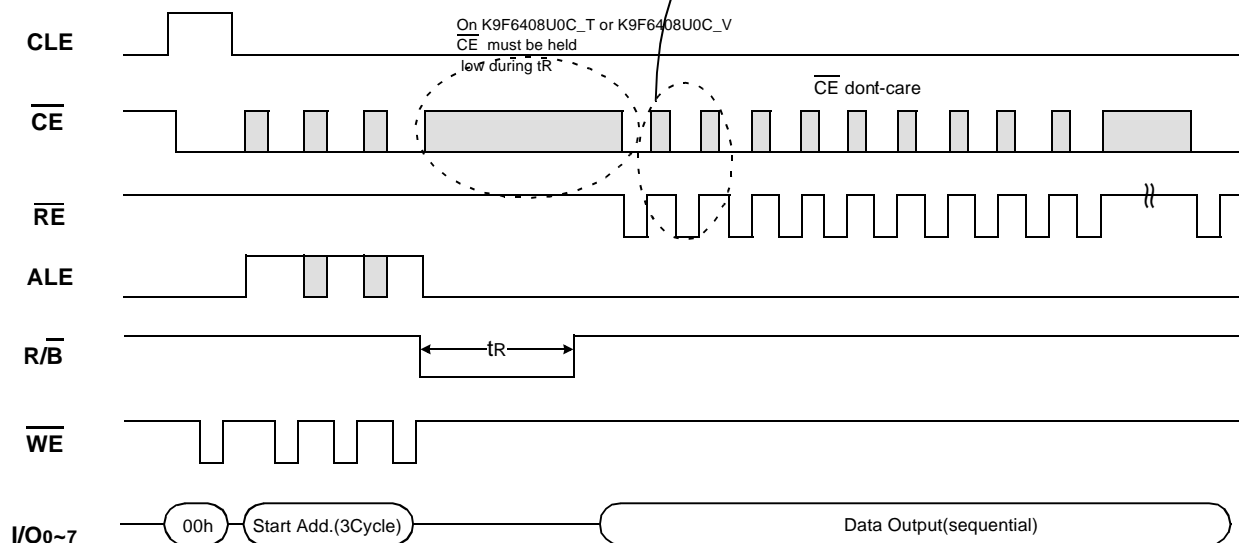 On K9F6408U0C_T or K9F6408U0C_V
CE must be held
low during tR
CLE
CE dont-care
CE
RE
ALE
R/B
tR
WE
I/O0~7
00h
Start Add.(3Cycle)
Data Output(sequential)